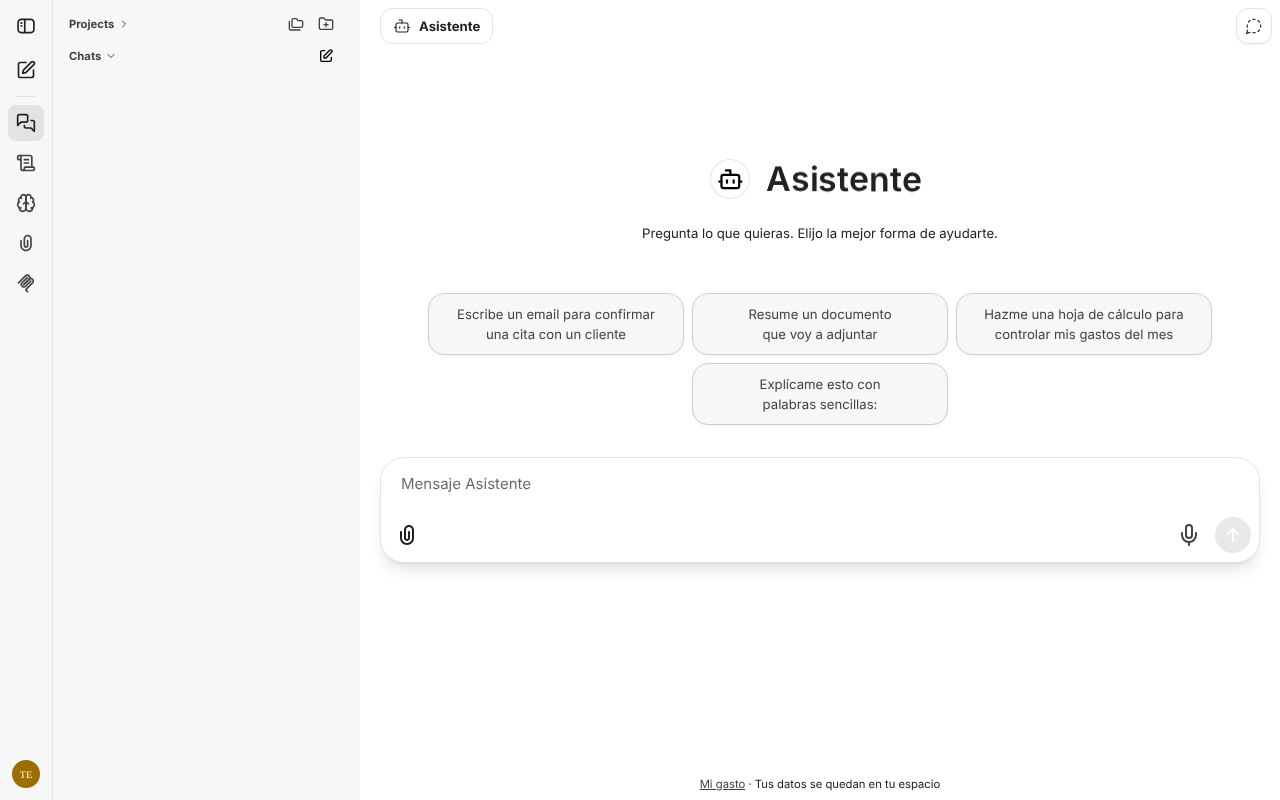 Projects
Chats
Asistente
Asistente
Pregunta lo que quieras. Elijo la mejor forma de ayudarte.
Escribe un email para confirmar
una cita con un cliente
Resume un documento
que voy a adjuntar
Hazme una hoja de cálculo para
controlar mis gastos del mes
Explícame esto con
palabras sencillas:
Mensaje Asistente
TE
Mi gasto · Tus datos se quedan en tu espacio